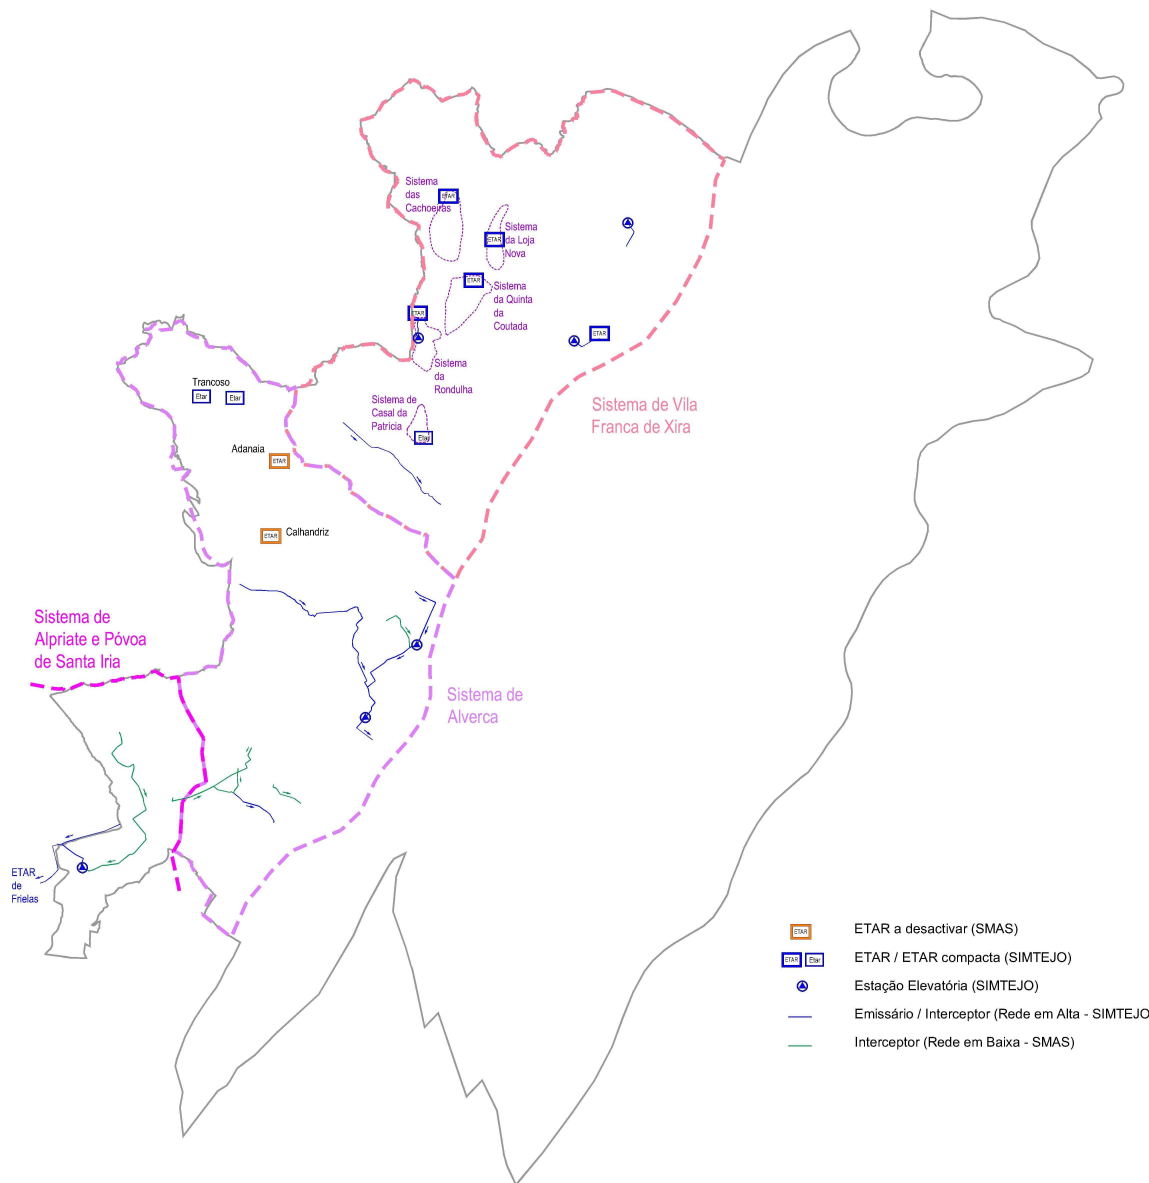 Sistema
das
Cachoeiras
ETAR
Sistema
da Loja
Nova
ETAR
ETAR
Sistema
da Quinta
da
Coutada
ETAR
ETAR
Sistema
da
Rondulha
Trancoso
Etar
Etar
Sistema de
Casal da
Patrícia
Etar
Sistema de Vila
Franca de Xira
Adanaia
ETAR
Calhandriz
ETAR
Sistema de
Alpriate e Póvoa
de Santa Iria
Sistema de
Alverca
ETAR
de
Frielas
ETAR
ETAR a desactivar (SMAS)
ETAR
Etar
ETAR / ETAR compacta (SIMTEJO)
Estação Elevatória (SIMTEJO)
Emissário / Interceptor (Rede em Alta - SIMTEJO
Interceptor (Rede em Baixa - SMAS)